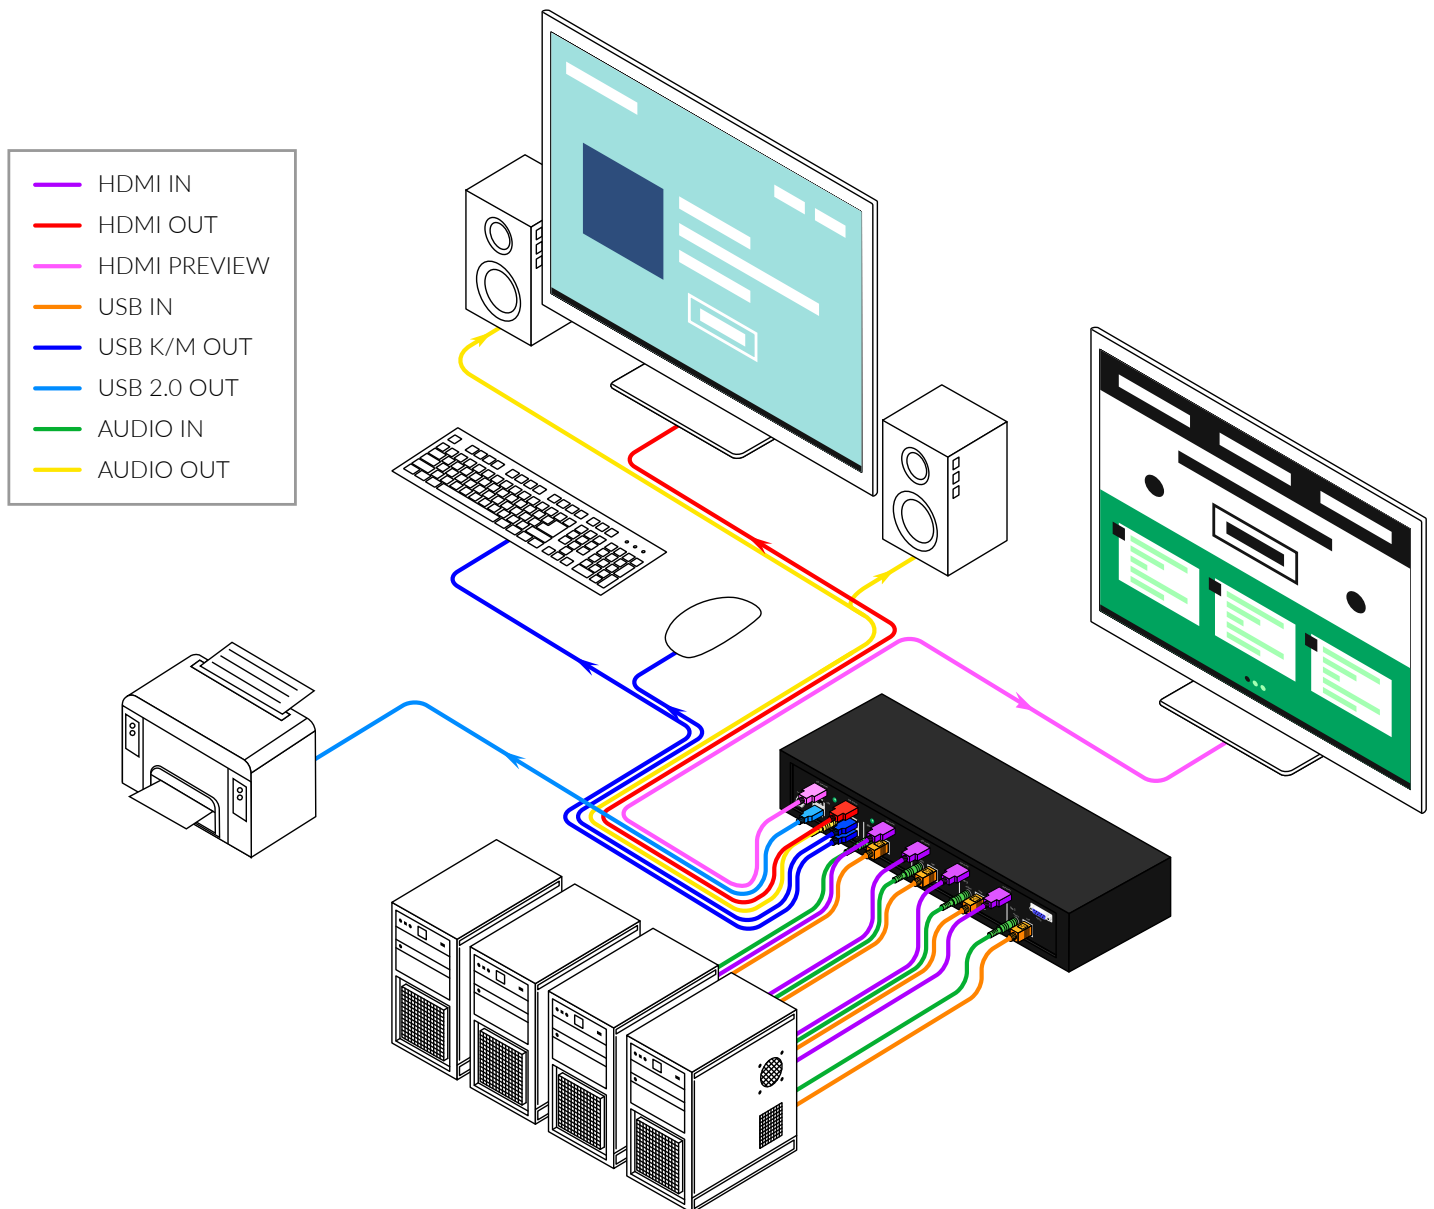 HDMI IN
HDMI OUT
HDMI PREVIEW
USB IN
USB K/M OUT
USB 2.0 OUT
AUDIO IN
AUDIO OUT